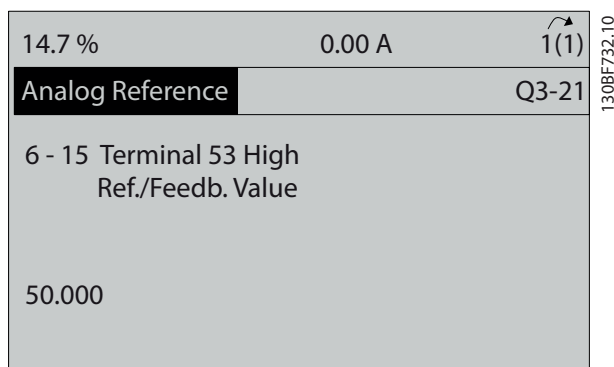 14.7 % 0.00 A 1(1)
Analog Reference Q3-21
6 - 15 Terminal 53 High
Ref./Feedb. Value
50.000
130BF732.10